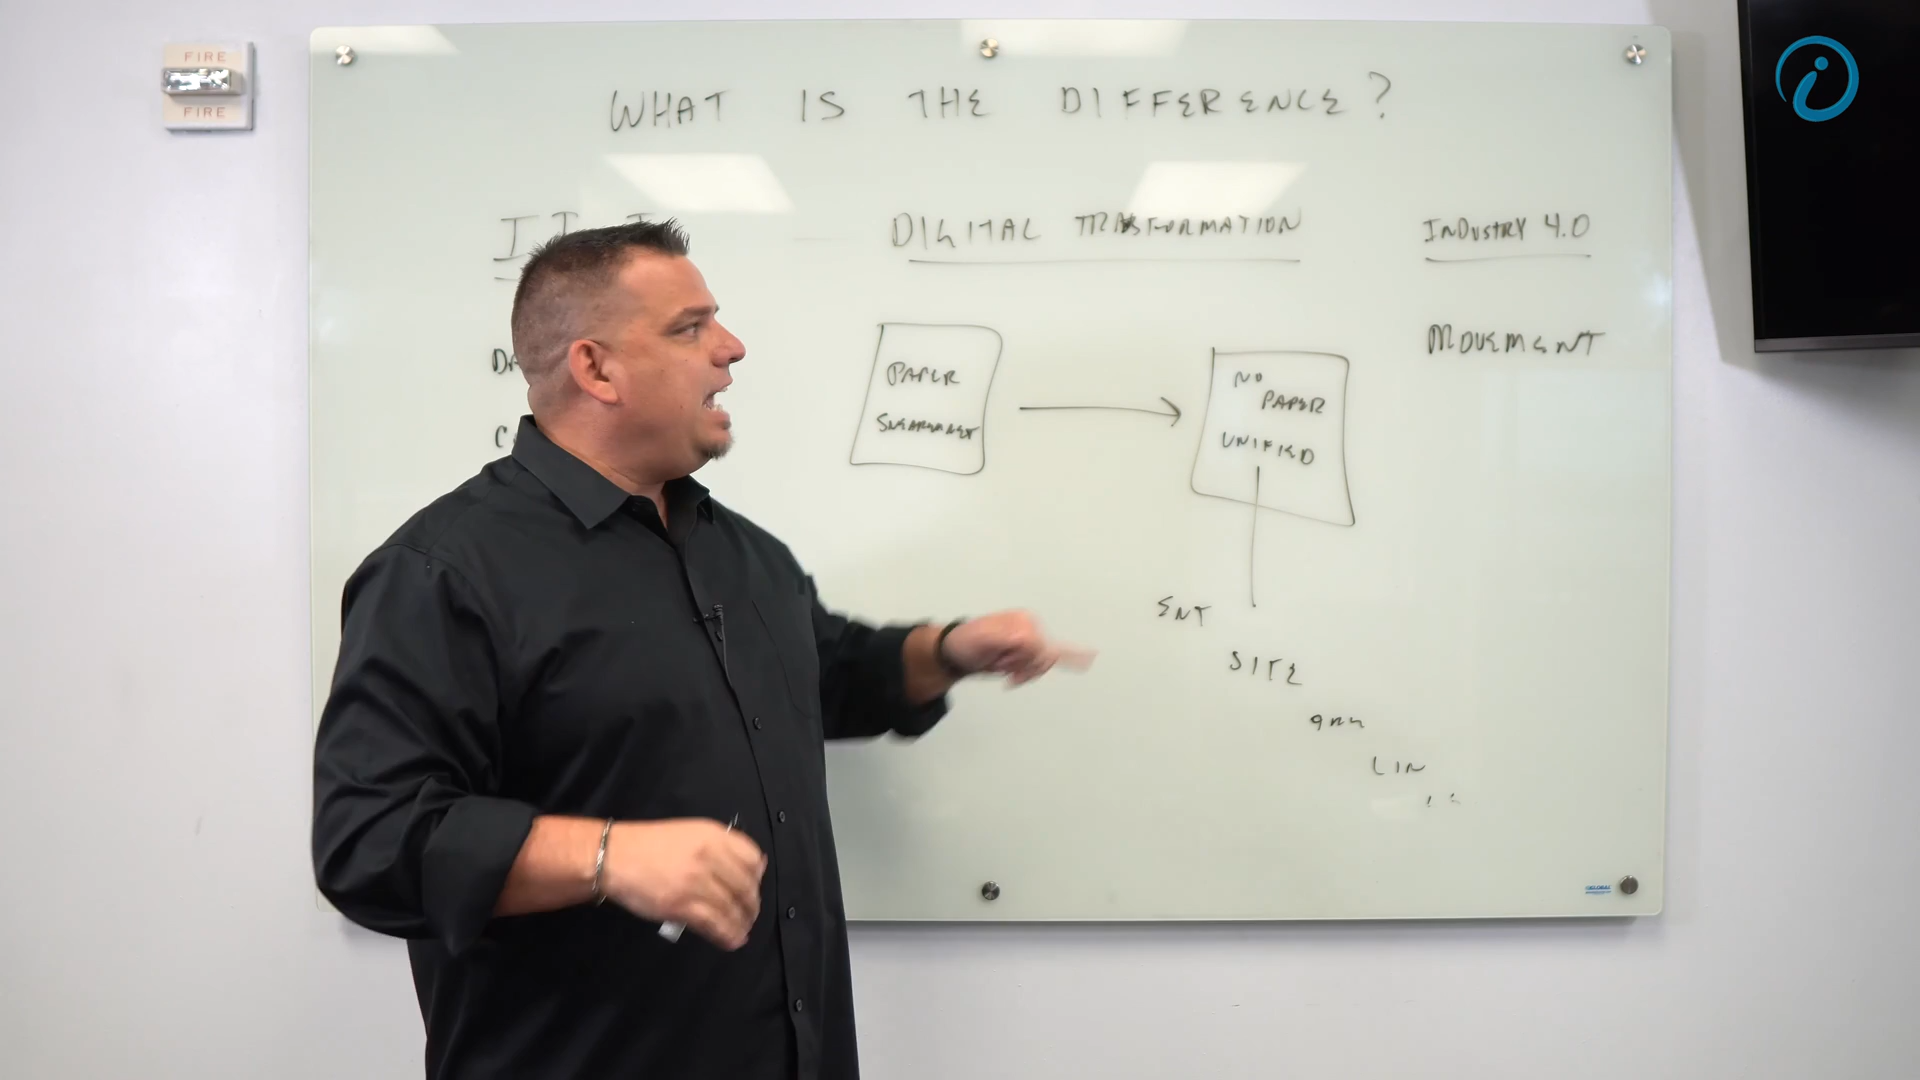 FIRE
FIRE
WHAT IS THE DIFFERENCE?
DIGITAL TRANSFORMATION
INDUSTRY 4.0
MOVEMENT
PAPER
NO
PAPER
UNIFIED
ENT
SITE
LIN